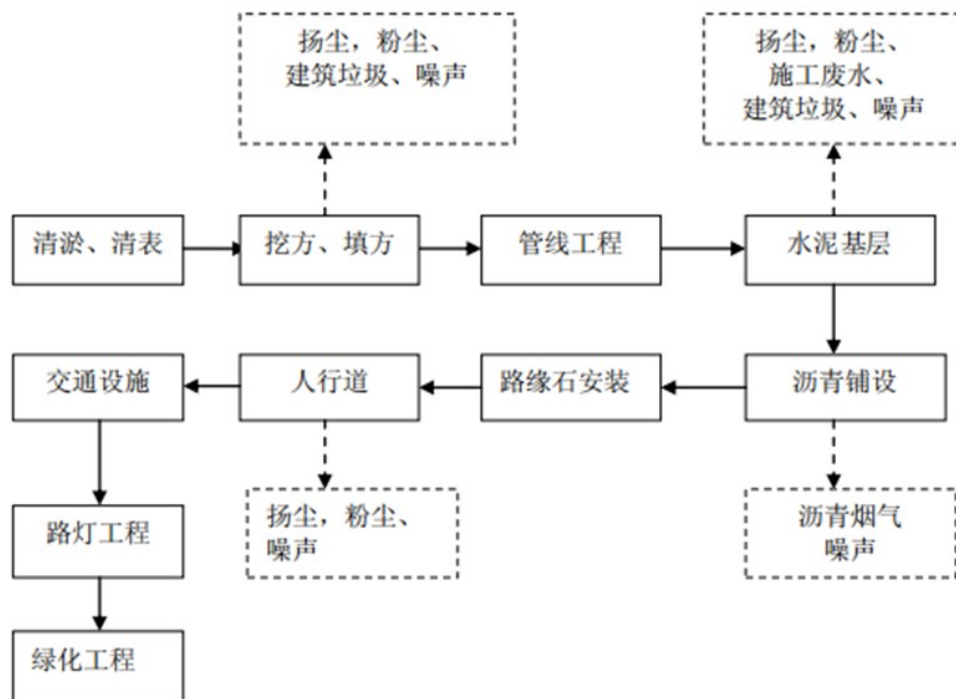 扬尘，粉尘、
建筑垃圾、噪声
扬尘，粉尘、
施工废水、
建筑垃圾、噪声
清淤、清表
挖方、填方
管线工程
水泥基层
交通设施
人行道
路缘石安装
沥青铺设
路灯工程
扬尘，粉尘、
噪声
沥青烟气
噪声
绿化工程